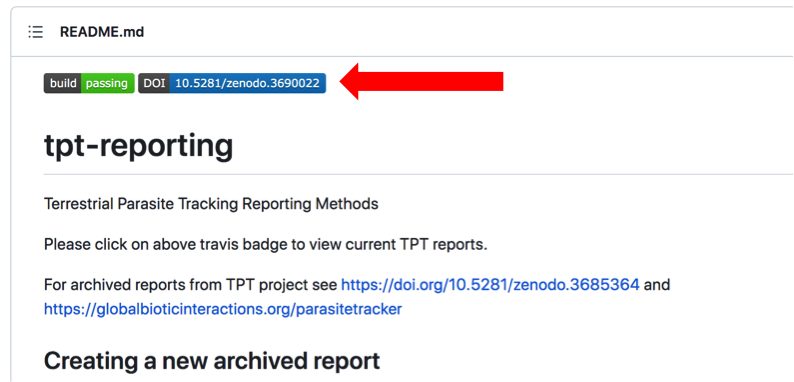 README.md
build passing DOI 10.5281/zenodo.3690022
tpt-reporting
Terrestrial Parasite Tracking Reporting Methods
Please click on above travis badge to view current TPT reports.
For archived reports from TPT project see https://doi.org/10.5281/zenodo.3685364 and
https://globalbioticinteractions.org/parasitetracker
Creating a new archived report